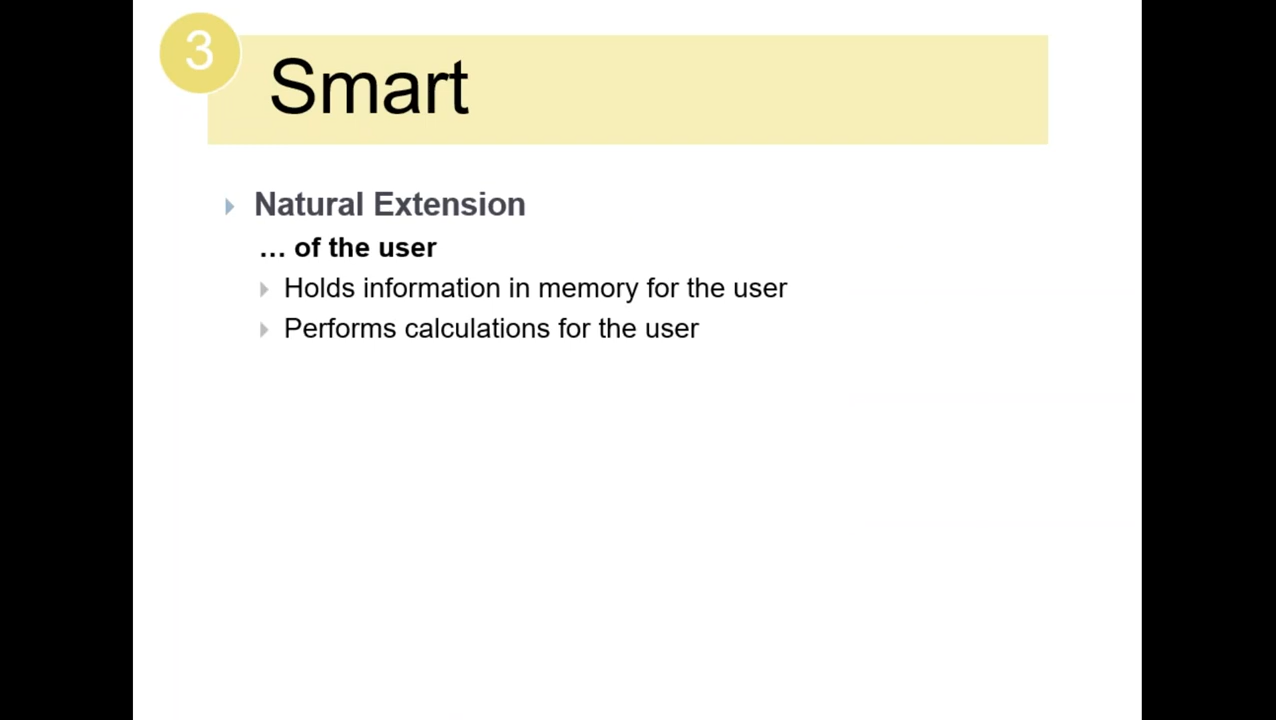 3
Smart
Natural Extension
… of the user
Holds information in memory for the user
Performs calculations for the user